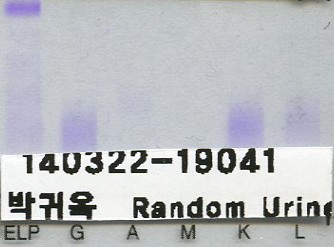 140322-19041
박귀옥 Random Urine
ELP G A M K L